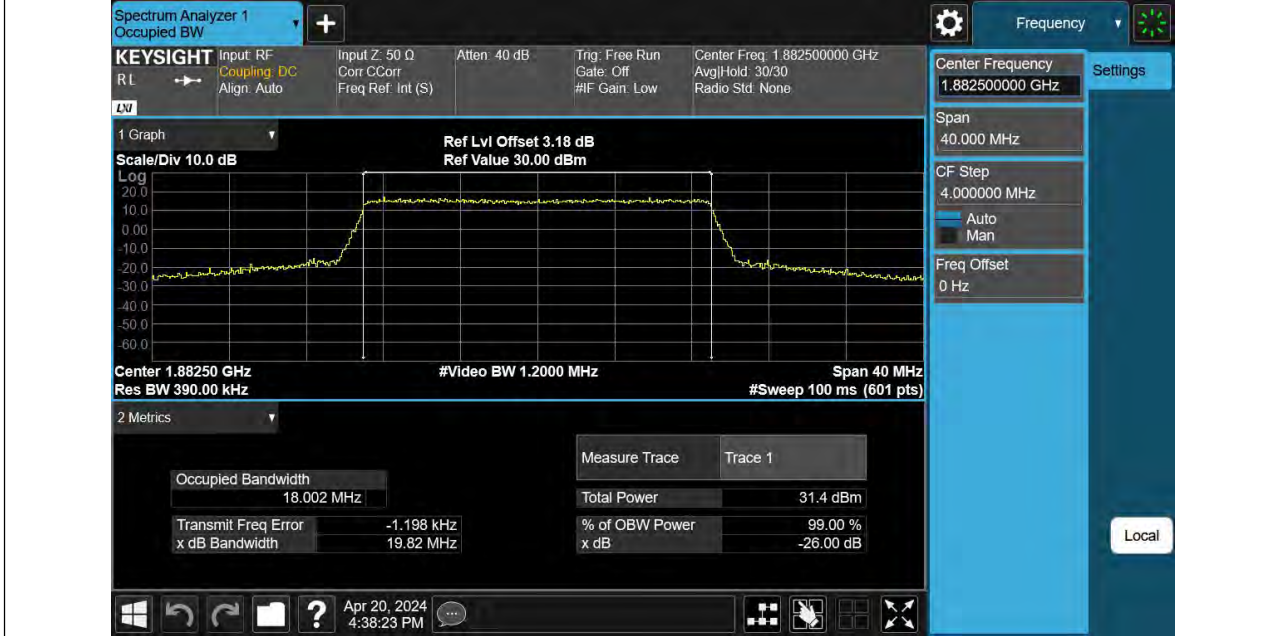 Spectrum Analyzer 1
Occupied BW
Frequency
KEYSIGHT
R L
LXI
Input: RF
Coupling: DC
Align: Auto
Input Z: 50 Ω
Corr CCorr
Freq Ref: Int (S)
Atten: 40 dB
Trig: Free Run
Gate: Off
#IF Gain: Low
Center Freq: 1.882500000 GHz
Avg|Hold: 30/30
Radio Std: None
Center Frequency
1.882500000 GHz
Settings
Span
40.000 MHz
CF Step
4.000000 MHz
Auto
Man
Freq Offset
0 Hz
Local
1 Graph
Scale/Div 10.0 dB
Ref Lvl Offset 3.18 dB
Ref Value 30.00 dBm
Log
20.0
10.0
0.00
-10.0
-20.0
-30.0
-40.0
-50.0
-60.0
Center 1.88250 GHz
Res BW 390.00 kHz
#Video BW 1.2000 MHz
Span 40 MHz
#Sweep 100 ms (601 pts)
2 Metrics
Occupied Bandwidth
18.002 MHz
Transmit Freq Error -1.198 kHz
x dB Bandwidth 19.82 MHz
Measure Trace Trace 1
Total Power 31.4 dBm
% of OBW Power 99.00 %
x dB -26.00 dB
?
Apr 20, 2024
4:38:23 PM